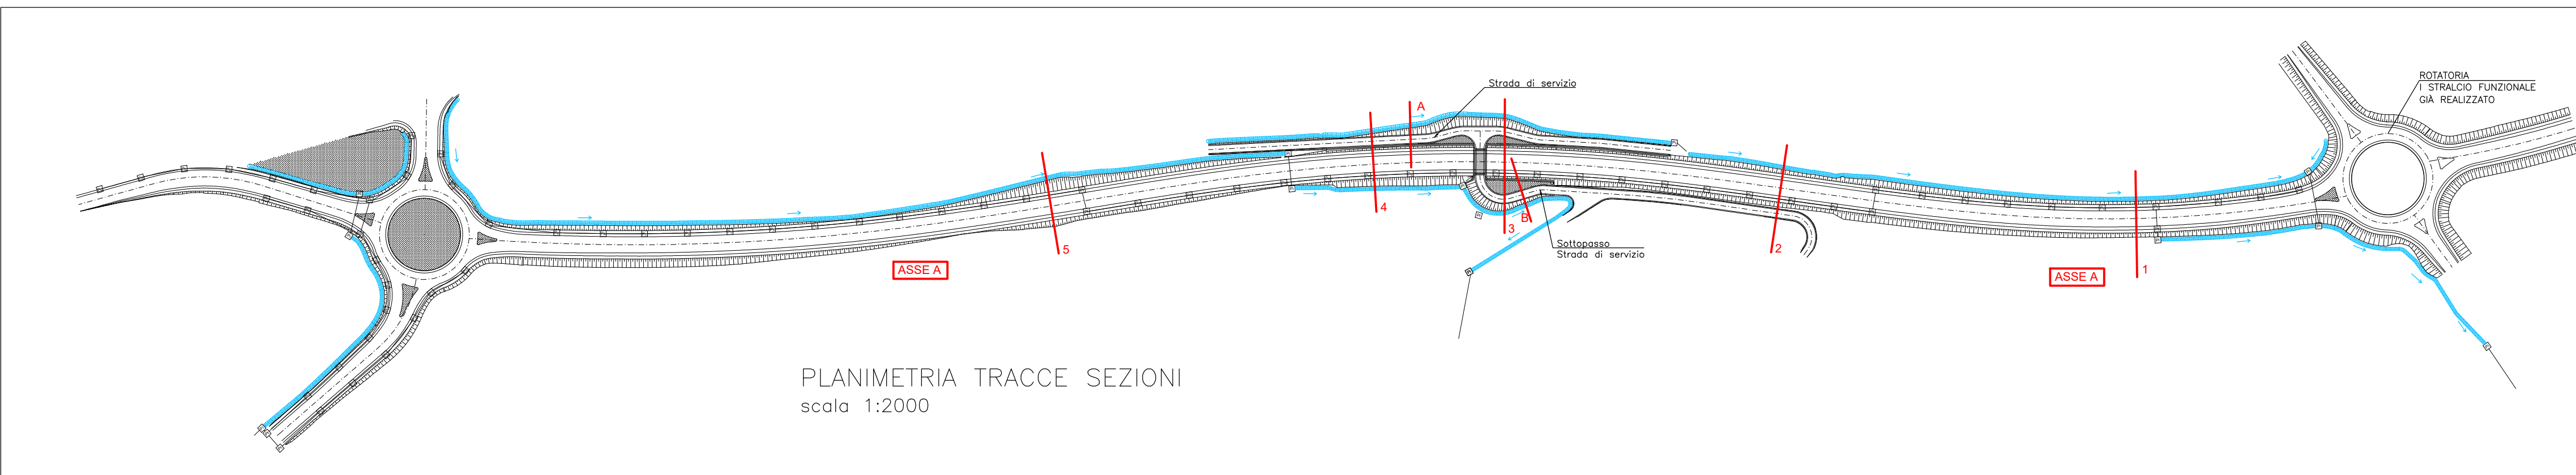 Strada di servizio
A
ROTATORIA
I STRALCIO FUNZIONALE
GIÀ REALIZZATO
4
B
3
Sottopasso
Strada di servizio
2
5
ASSE A
1
ASSE A
PLANIMETRIA TRACCE SEZIONI
scala 1:2000